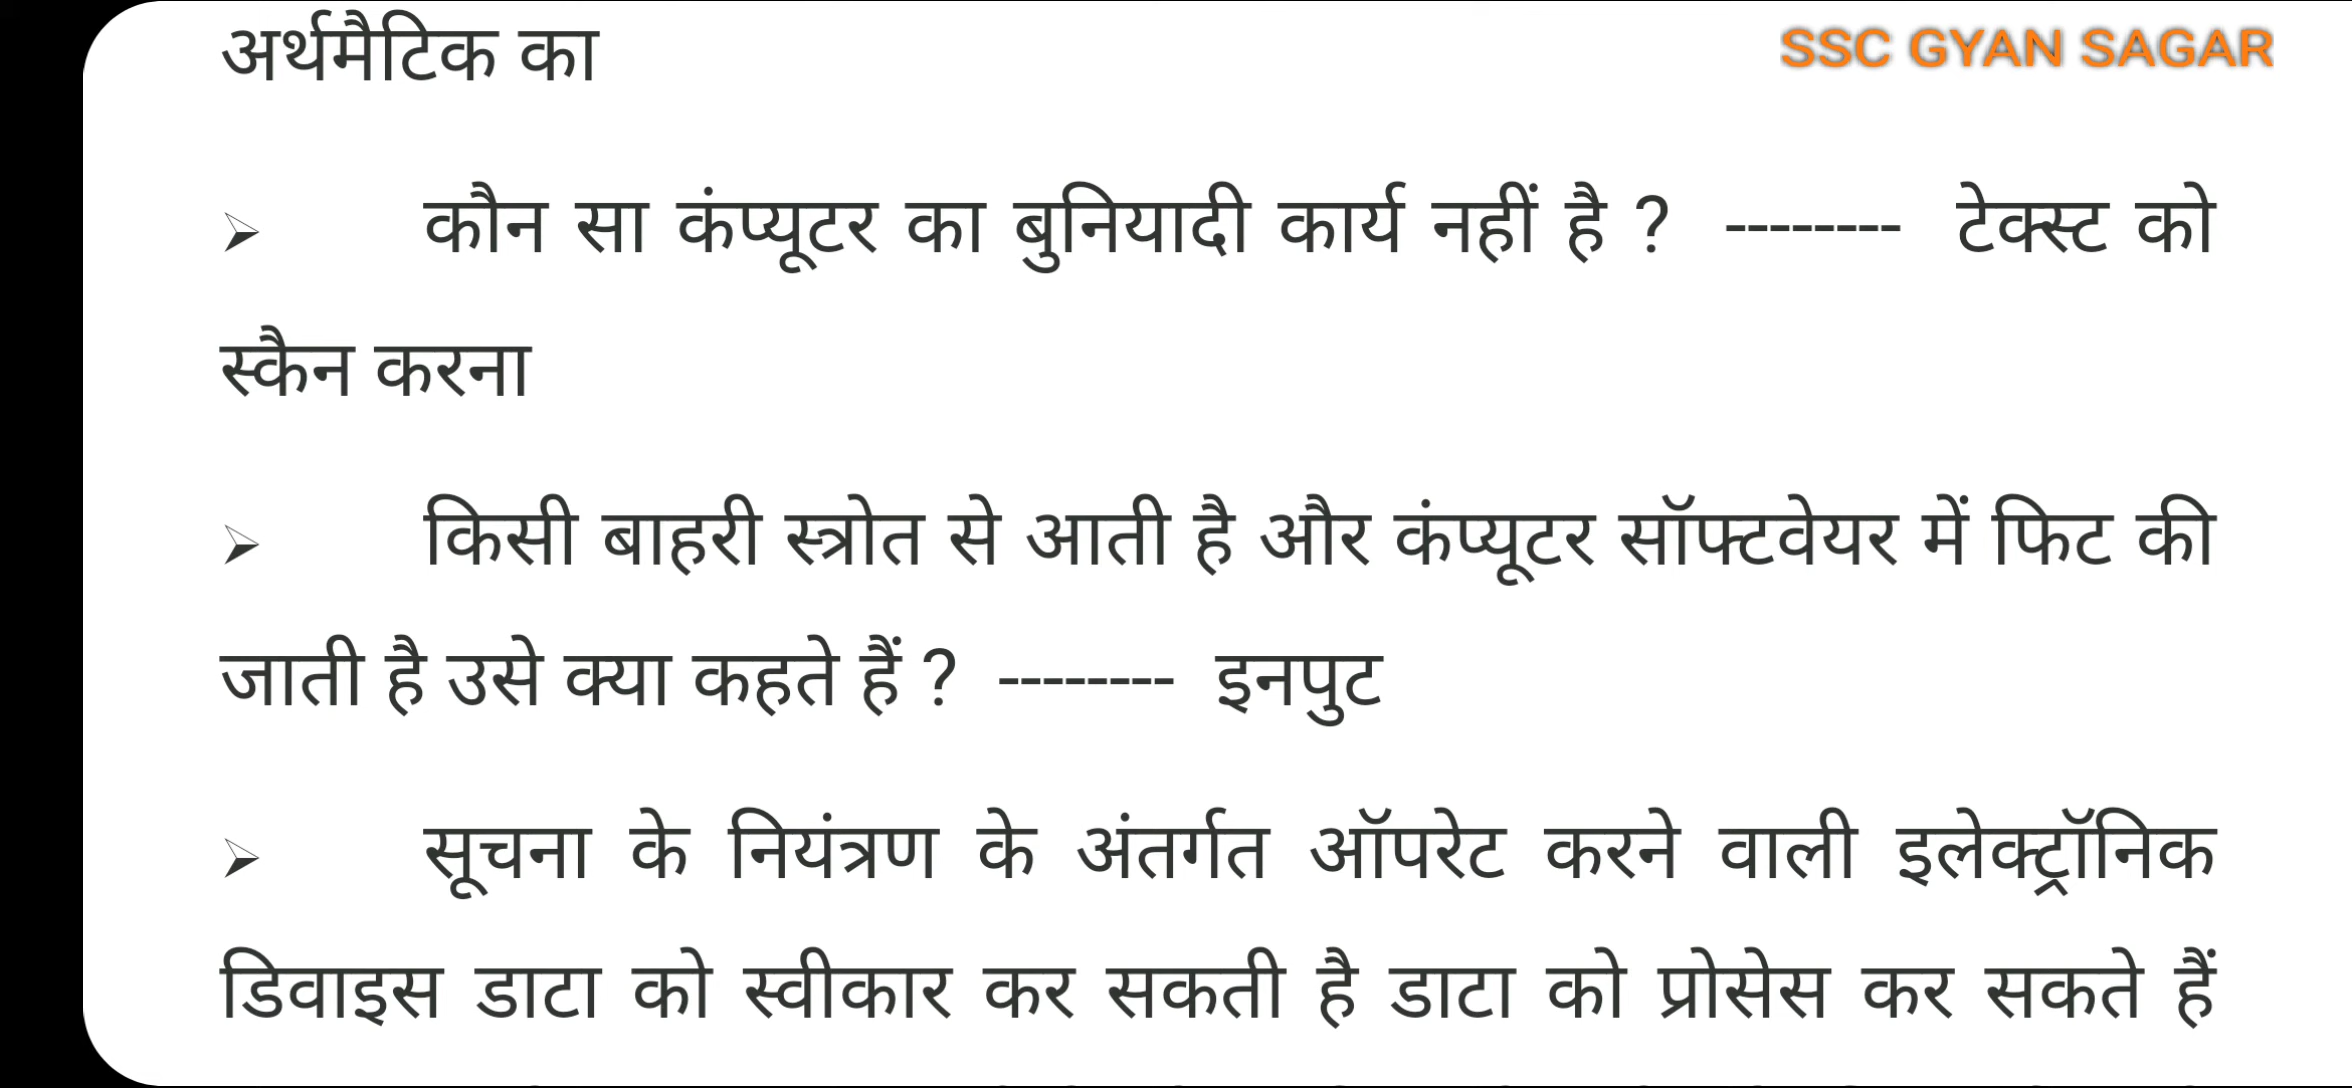 अर्थमैटिक का SSC GYAN SAGAR
➢ कौन सा कंप्यूटर का बुनियादी कार्य नहीं है ? -------- टेक्स्ट को
स्कैन करना
➢ किसी बाहरी स्त्रोत से आती है और कंप्यूटर सॉफ्टवेयर में फिट की
जाती है उसे क्या कहते हैं ? -------- इनपुट
➢ सूचना के नियंत्रण के अंतर्गत ऑपरेट करने वाली इलेक्ट्रॉनिक
डिवाइस डाटा को स्वीकार कर सकती है डाटा को प्रोसेस कर सकते हैं